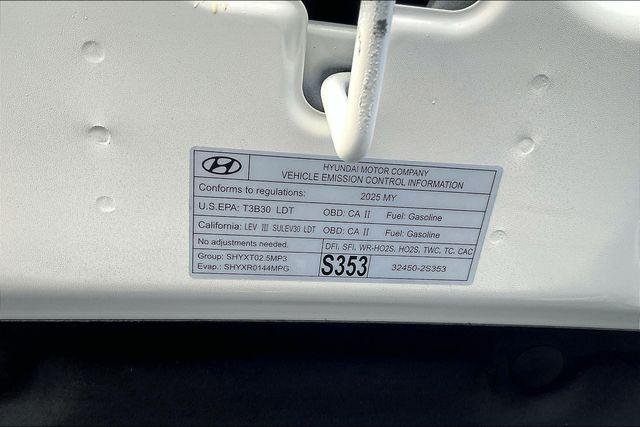 HYUNDAI MOTOR COMPANY
VEHICLE EMISSION CONTROL INFORMATION
Conforms to regulations: 2025 MY
U.S.EPA: T3B30 LDT OBD: CA II Fuel: Gasoline
California: LEV III SULEV30 LDT OBD: CA II Fuel: Gasoline
No adjustments needed. DFI, SFI, WR-HO2S, HO2S, TWC, TC, CAC
Group: SHYXT02.5MP3
Evap.: SHYXR0144MPG
S353 32450-2S353